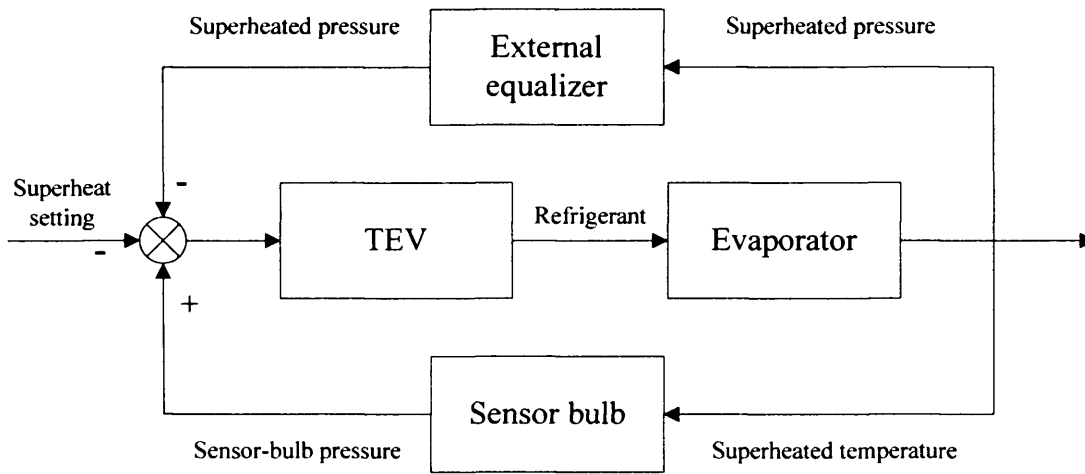 Superheated pressure
External
equalizer
Superheated pressure
-
Superheat
setting
-
TEV
Refrigerant
Evaporator
+
Sensor bulb
Sensor-bulb pressure
Superheated temperature